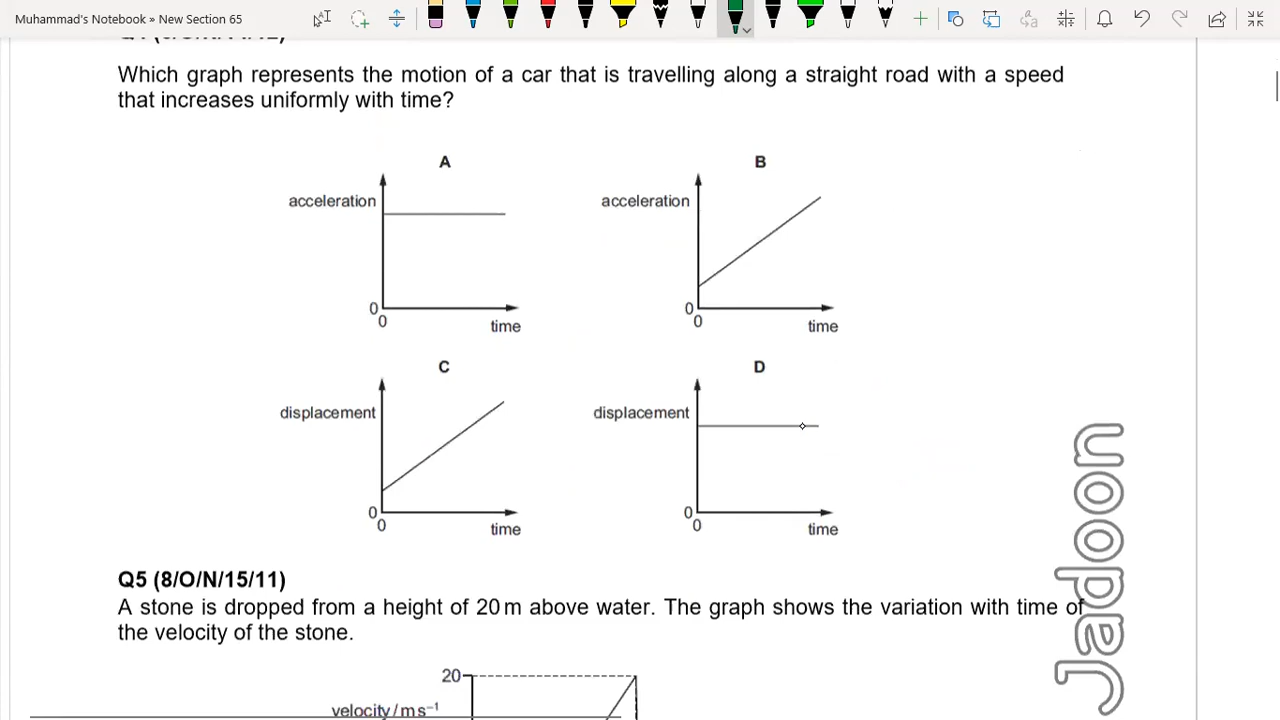 Muhammad's Notebook » New Section 65
Which graph represents the motion of a car that is travelling along a straight road with a speed
that increases uniformly with time?
A
B
acceleration
acceleration
0
0
0
time
0
time
C
D
displacement
displacement
0
0
0
time
0
time
Q5 (8/O/N/15/11)
A stone is dropped from a height of 20 m above water. The graph shows the variation with time of
the velocity of the stone.
20
velocity / m s⁻¹
Jadoon